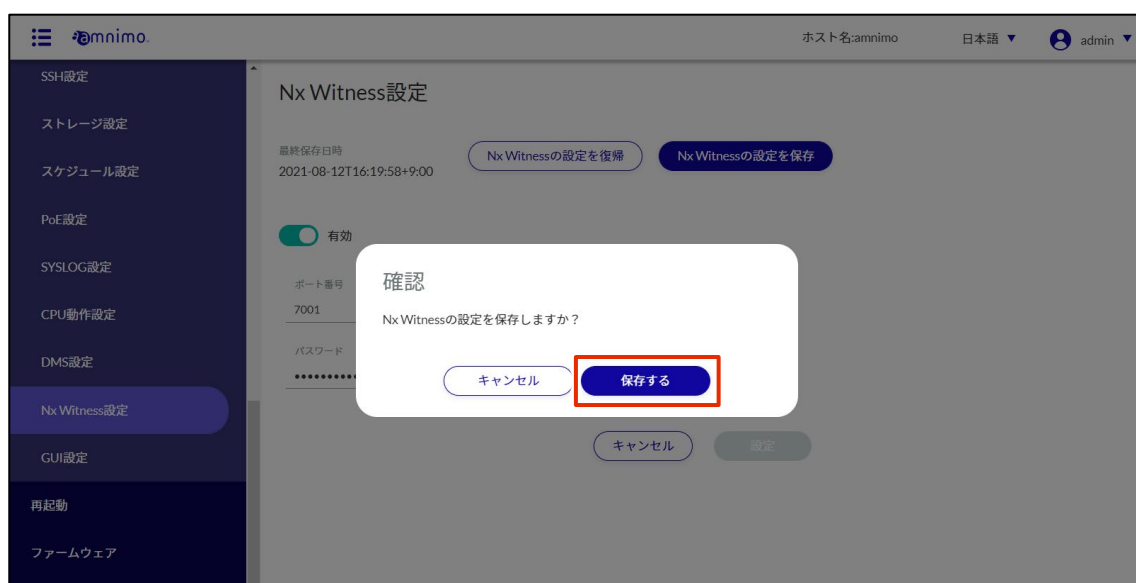 amnimo.
ホスト名:amnimo
日本語 ▼
admin ▼
SSH設定
ストレージ設定
スケジュール設定
PoE設定
SYSLOG設定
CPU動作設定
DMS設定
Nx Witness設定
GUI設定
再起動
ファームウェア
Nx Witness設定
最終保存日時
2021-08-12T16:19:58+9:00
Nx Witnessの設定を復帰
Nx Witnessの設定を保存
有効
ポート番号
7001
パスワード
••••••••••
確認
Nx Witnessの設定を保存しますか？
キャンセル
保存する
キャンセル
設定